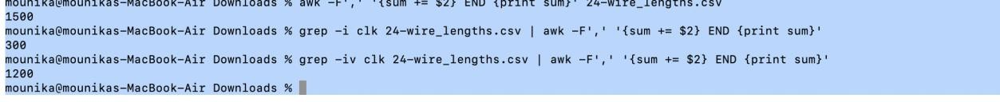 mounika@mounikas-MacBook-Air Downloads % awk -F',' '{sum += $2} END {print sum}' 24-wire_lengths.csv
1500
mounika@mounikas-MacBook-Air Downloads % grep -i clk 24-wire_lengths.csv | awk -F',' '{sum += $2} END {print sum}'
300
mounika@mounikas-MacBook-Air Downloads % grep -iv clk 24-wire_lengths.csv | awk -F',' '{sum += $2} END {print sum}'
1200
mounika@mounikas-MacBook-Air Downloads %